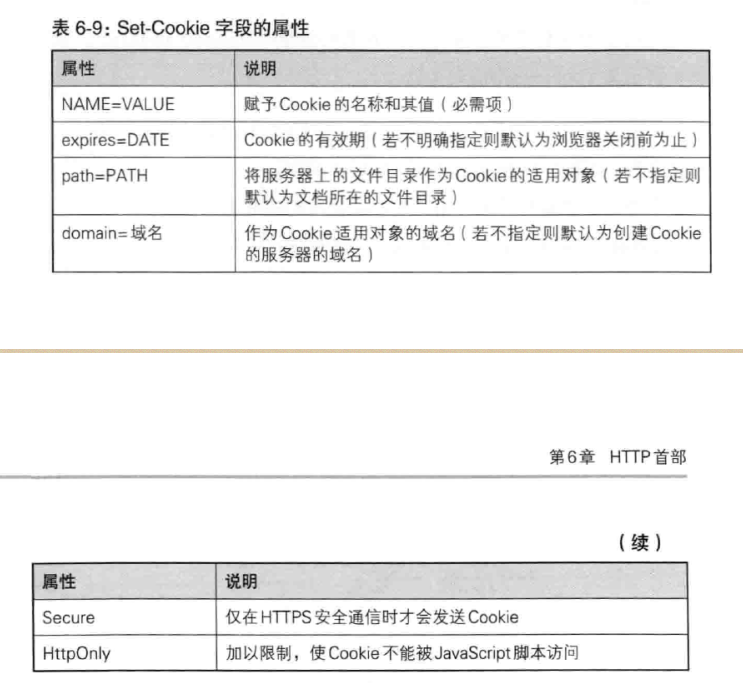 表 6-9：Set-Cookie 字段的属性
属性 说明
NAME=VALUE 赋予 Cookie 的名称和其值（必需项）
expires=DATE Cookie 的有效期（若不明确指定则默认为浏览器关闭前为止）
path=PATH 将服务器上的文件目录作为 Cookie 的适用对象（若不指定则
默认为文档所在的文件目录）
domain=域名 作为 Cookie 适用对象的域名（若不指定则默认为创建 Cookie
的服务器的域名）
第6章 HTTP首部
（续）
属性 说明
Secure 仅在 HTTPS 安全通信时才会发送 Cookie
HttpOnly 加以限制，使 Cookie 不能被 JavaScript 脚本访问